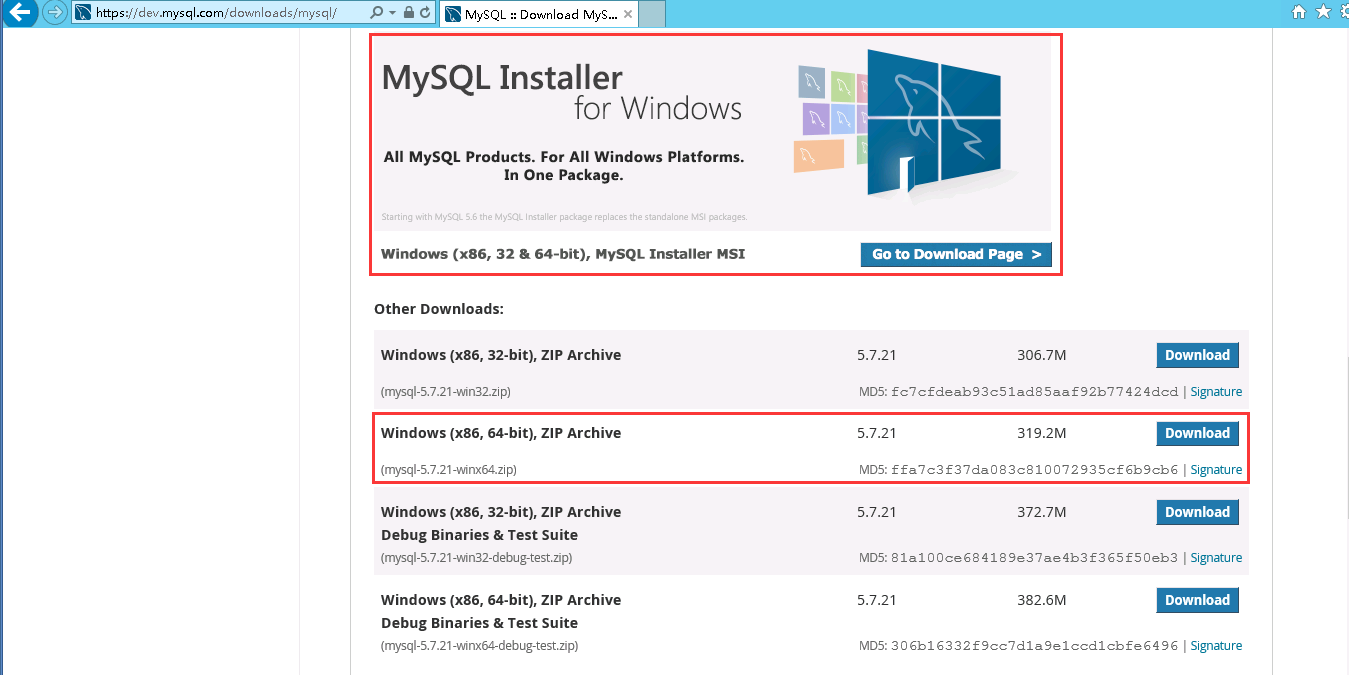 https://dev.mysql.com/downloads/mysql/
MySQL :: Download MyS...
MySQL Installer
for Windows
All MySQL Products. For All Windows Platforms.
In One Package.
Starting with MySQL 5.6 the MySQL Installer package replaces the standalone MSI packages.
Windows (x86, 32 & 64-bit), MySQL Installer MSI
Go to Download Page >
Other Downloads:
Windows (x86, 32-bit), ZIP Archive 5.7.21 306.7M Download
(mysql-5.7.21-win32.zip) MD5: fc7cfdeab93c51ad85aaf92b77424dcd | Signature
Windows (x86, 64-bit), ZIP Archive 5.7.21 319.2M Download
(mysql-5.7.21-winx64.zip) MD5: ffa7c3f37da083c810072935cf6b9cb6 | Signature
Windows (x86, 32-bit), ZIP Archive 5.7.21 372.7M Download
Debug Binaries & Test Suite
(mysql-5.7.21-win32-debug-test.zip) MD5: 81a100ce684189e37ae4b3f365f50eb3 | Signature
Windows (x86, 64-bit), ZIP Archive 5.7.21 382.6M Download
Debug Binaries & Test Suite
(mysql-5.7.21-winx64-debug-test.zip) MD5: 306b16332f9cc7d1a9e1ccd1cbfe6496 | Signature